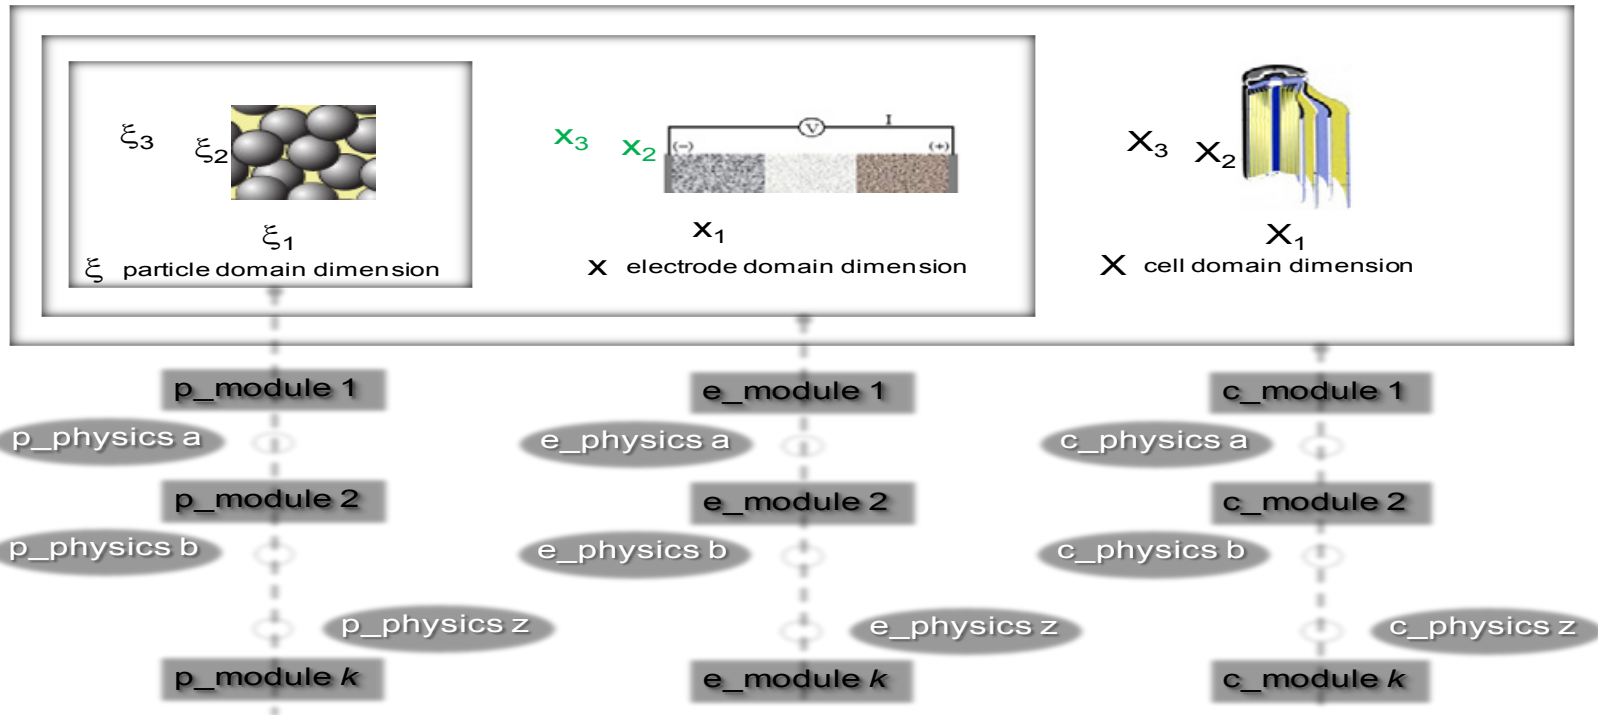 ξ3 ξ2
ξ1
ξ particle domain dimension
x3 x2
V I
(-) (+)
x1
x electrode domain dimension
X3 X2
X1
X cell domain dimension
p_module 1 e_module 1 c_module 1
p_physics a e_physics a c_physics a
p_module 2 e_module 2 c_module 2
p_physics b e_physics b c_physics b
p_physics z e_physics z c_physics z
p_module k e_module k c_module k